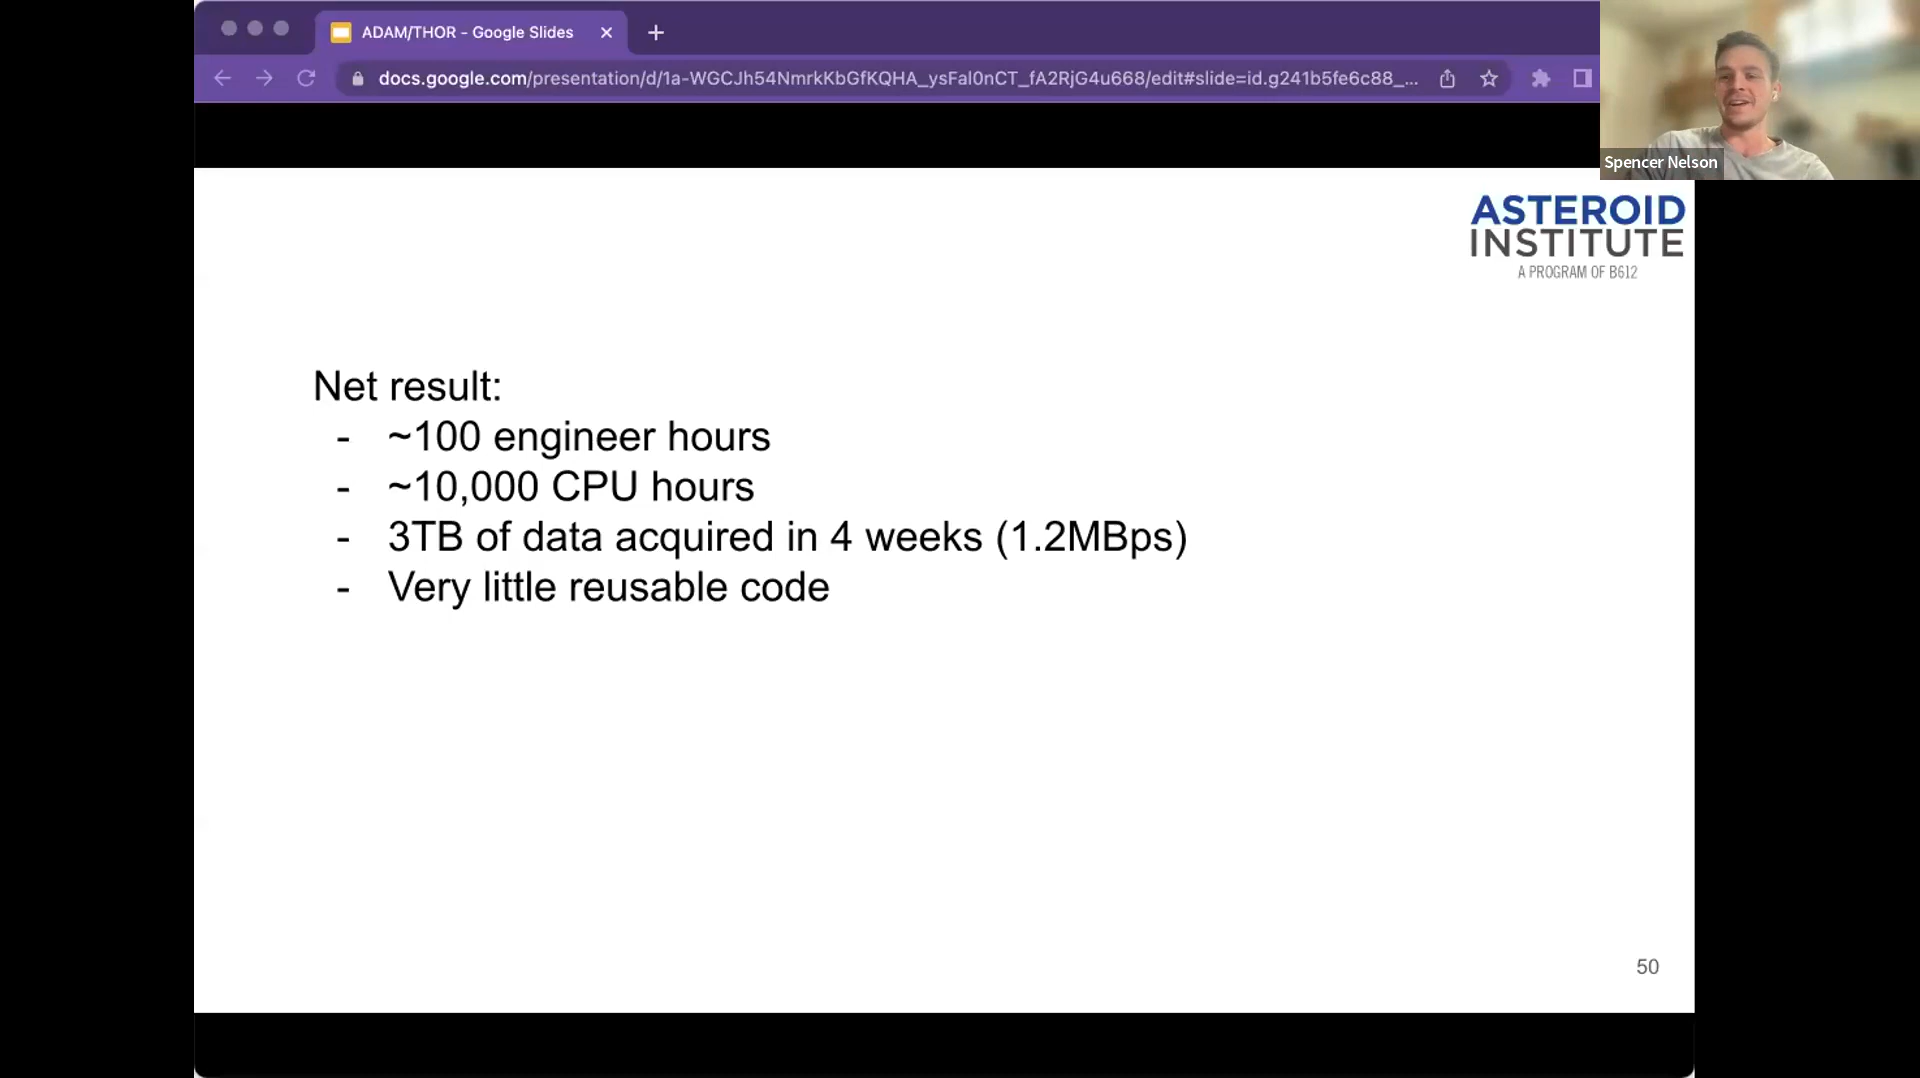 ADAM/THOR - Google Slides
docs.google.com/presentation/d/1a-WGCJh54NmrkKbGfKQHA_ysFal0nCT_fA2RjG4u668/edit#slide=id.g241b5fe6c88_...
Spencer Nelson
ASTEROID
INSTITUTE
A PROGRAM OF B612
Net result:
- ~100 engineer hours
- ~10,000 CPU hours
- 3TB of data acquired in 4 weeks (1.2MBps)
- Very little reusable code
50